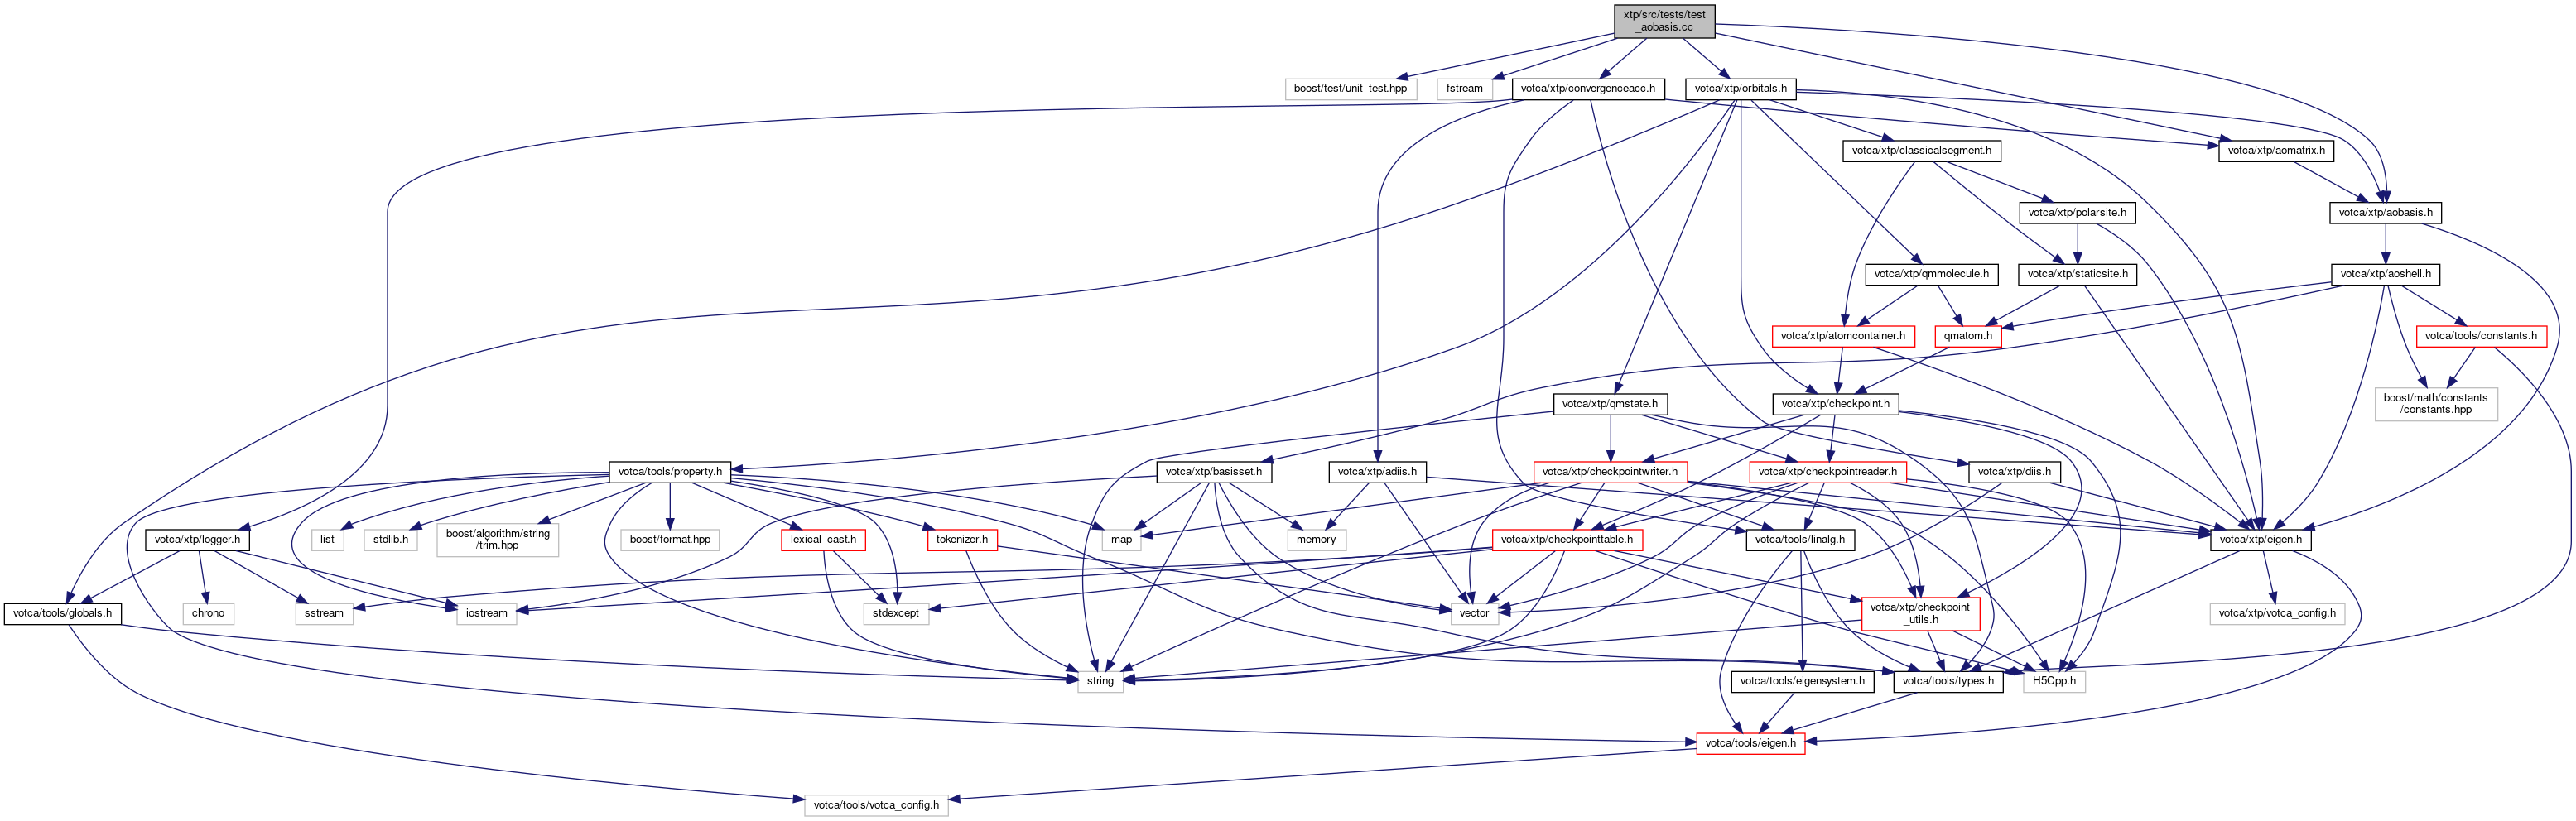 xtp/src/tests/test
_aobasis.cc
boost/test/unit_test.hpp
fstream
votca/xtp/convergenceacc.h
votca/xtp/orbitals.h
votca/xtp/classicalsegment.h
votca/xtp/aomatrix.h
votca/xtp/polarsite.h
votca/xtp/aobasis.h
votca/xtp/qmmolecule.h
votca/xtp/staticsite.h
votca/xtp/aoshell.h
votca/xtp/atomcontainer.h
qmatom.h
votca/tools/constants.h
votca/xtp/qmstate.h
votca/xtp/checkpoint.h
boost/math/constants
/constants.hpp
votca/tools/property.h
votca/xtp/basisset.h
votca/xtp/adiis.h
votca/xtp/checkpointwriter.h
votca/xtp/checkpointreader.h
votca/xtp/diis.h
votca/xtp/logger.h
list
stdlib.h
boost/algorithm/string
/trim.hpp
boost/format.hpp
lexical_cast.h
tokenizer.h
map
memory
votca/xtp/checkpointtable.h
votca/tools/linalg.h
votca/xtp/eigen.h
votca/tools/globals.h
chrono
sstream
iostream
stdexcept
vector
votca/xtp/checkpoint
_utils.h
votca/xtp/votca_config.h
string
votca/tools/eigensystem.h
votca/tools/types.h
H5Cpp.h
votca/tools/eigen.h
votca/tools/votca_config.h